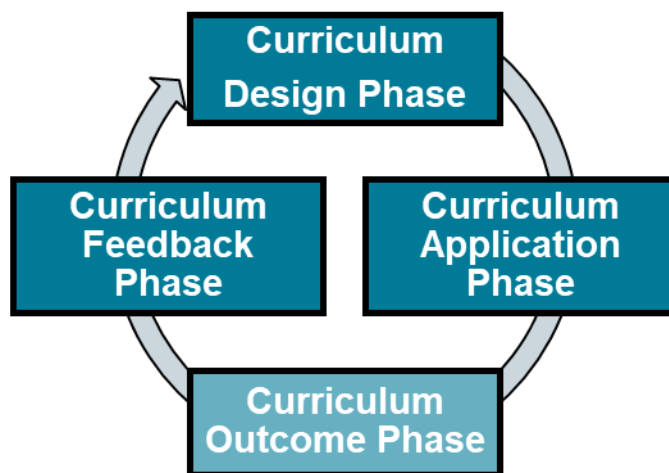 Curriculum
Design Phase
Curriculum
Feedback
Phase
Curriculum
Application
Phase
Curriculum
Outcome Phase